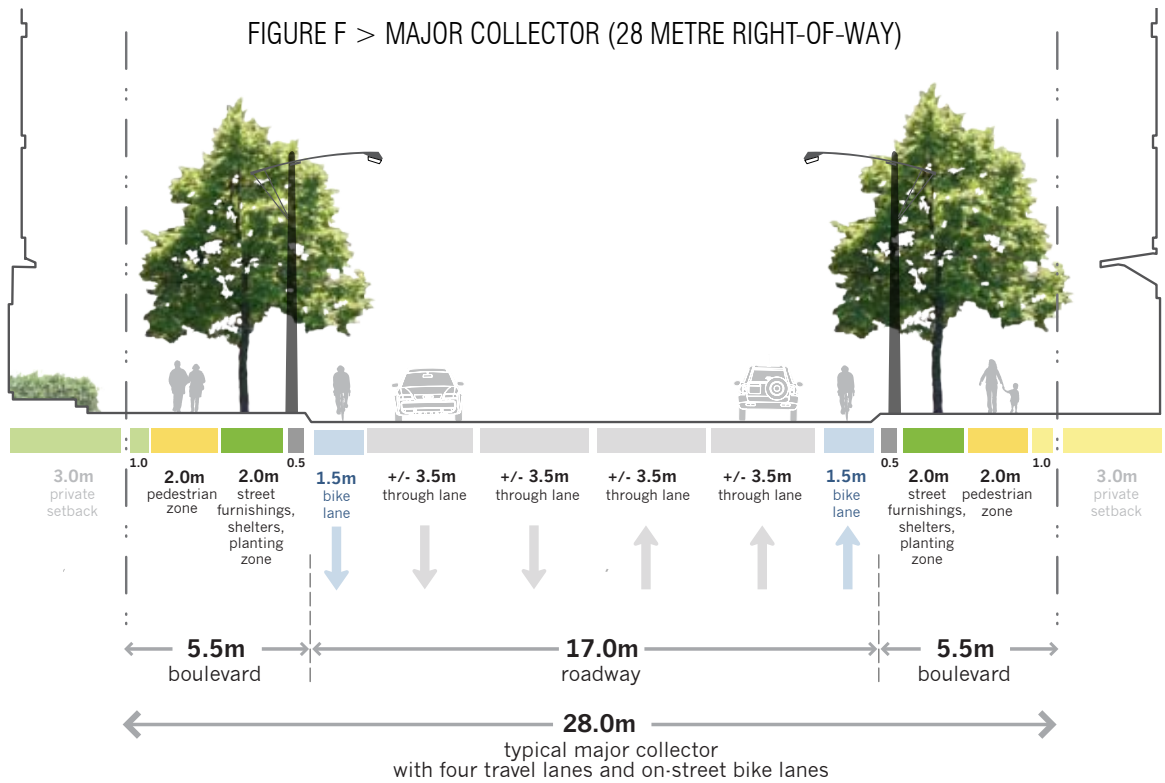 FIGURE F > MAJOR COLLECTOR (28 METRE RIGHT-OF-WAY)
3.0m
private
setback
1.0
2.0m
pedestrian
zone
2.0m
street
furnishings,
shelters,
planting
zone
0.5
1.5m
bike
lane
+/- 3.5m
through lane
+/- 3.5m
through lane
+/- 3.5m
through lane
+/- 3.5m
through lane
1.5m
bike
lane
0.5
2.0m
street
furnishings,
shelters,
planting
zone
2.0m
pedestrian
zone
1.0
3.0m
private
setback
5.5m
boulevard
17.0m
roadway
5.5m
boulevard
28.0m
typical major collector
with four travel lanes and on-street bike lanes